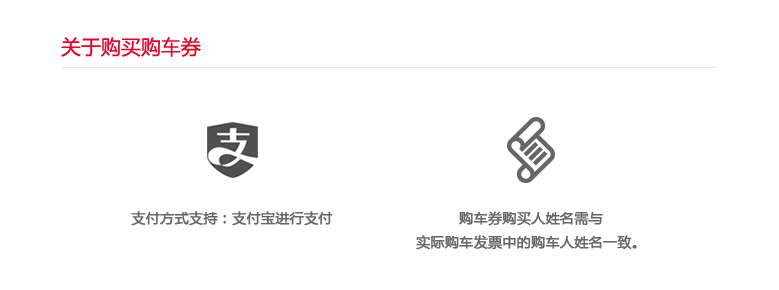 关于购买购车券
支
支付方式支持：支付宝进行支付
购车券购买人姓名需与
实际购车发票中的购车人姓名一致。